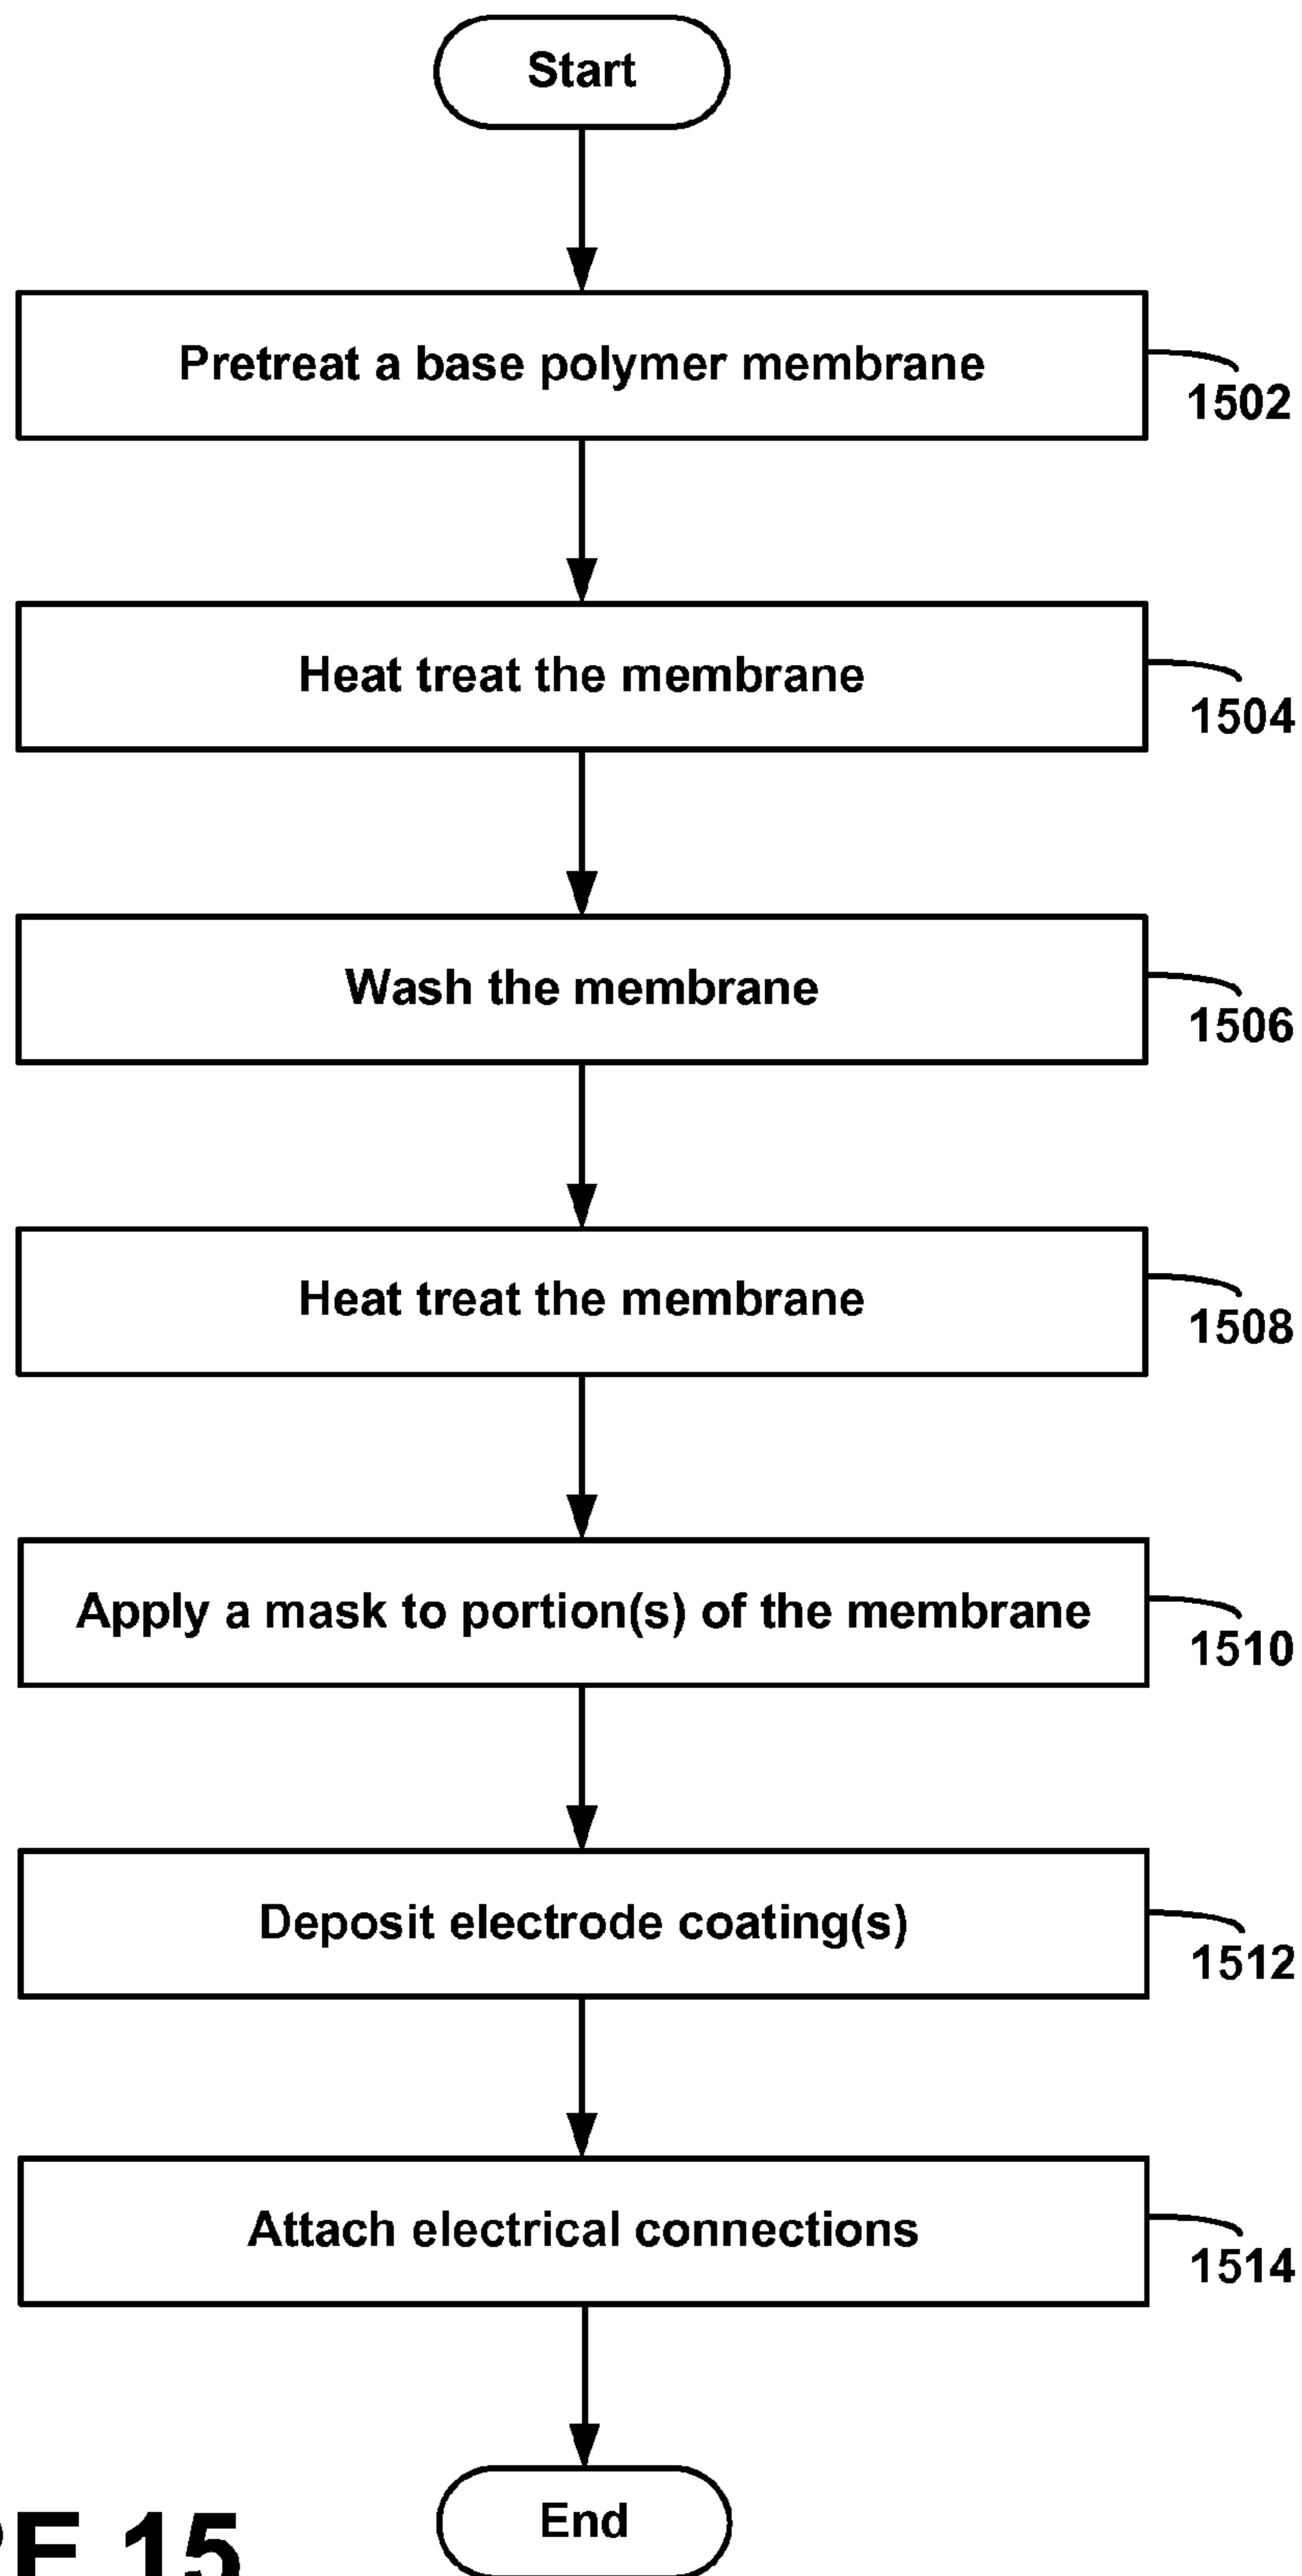 Start
Pretreat a base polymer membrane
1502
Heat treat the membrane
1504
Wash the membrane
1506
Heat treat the membrane
1508
Apply a mask to portion(s) of the membrane
1510
Deposit electrode coating(s)
1512
Attach electrical connections
1514
End
15